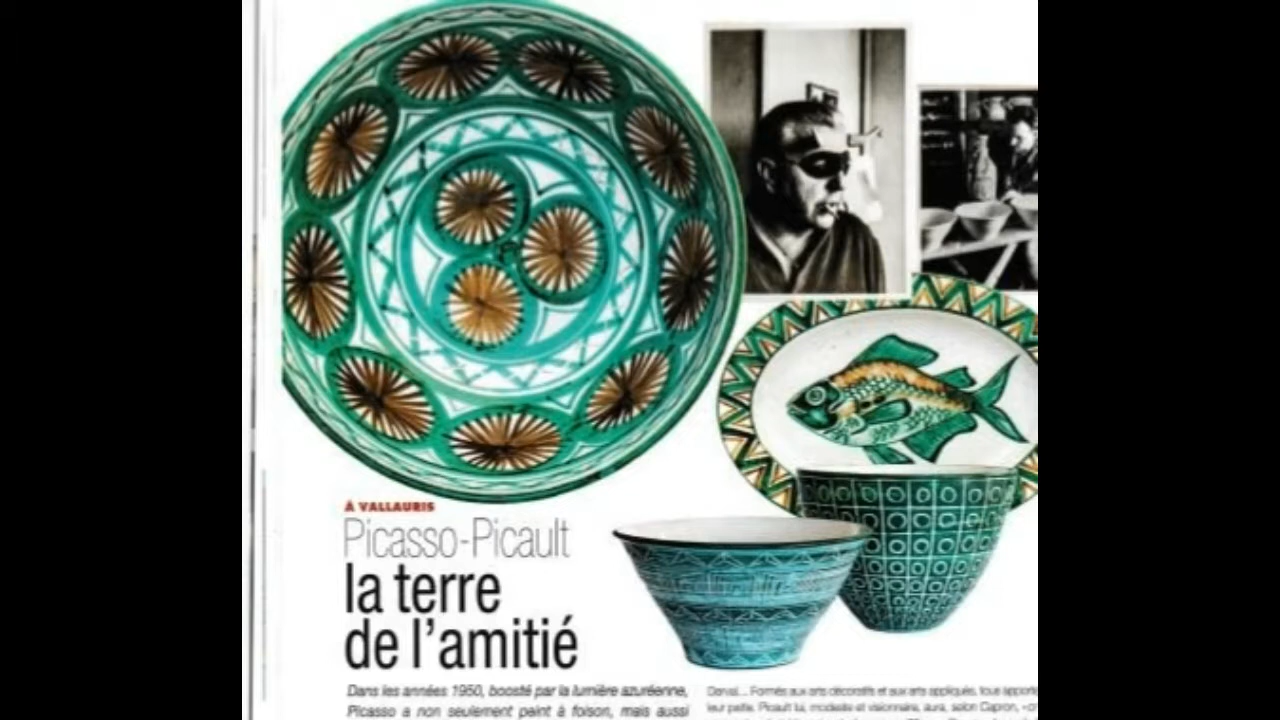 À VALLAURIS
Picasso-Picault
la terre
de l'amitié
Dans les années 1950, boosté par la lumière azuréenne,
Picasso a non seulement peint à foison, mais aussi
Derval... Formés aux arts décoratifs et aux arts appliqués, tous
leur patte. Picault lui, modeste et visionnaire, aura, selon Capron,